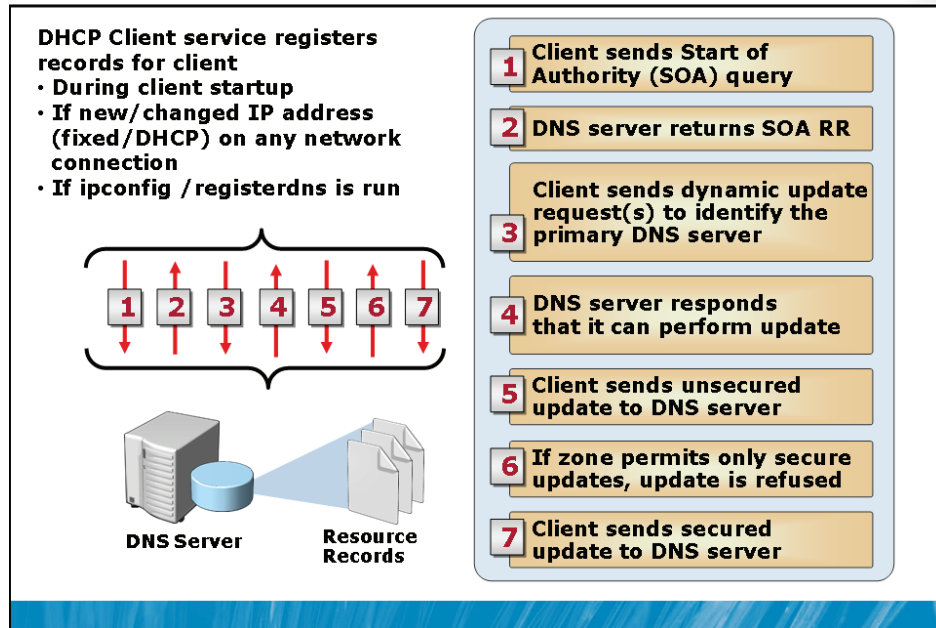 DHCP Client service registers
records for client
• During client startup
• If new/changed IP address
(fixed/DHCP) on any network
connection
• If ipconfig /registerdns is run
1 2 3 4 5 6 7
DNS Server
Resource
Records
1 Client sends Start of
Authority (SOA) query
2 DNS server returns SOA RR
Client sends dynamic update
request(s) to identify the
3 primary DNS server
4 DNS server responds
that it can perform update
5 Client sends unsecured
update to DNS server
6 If zone permits only secure
updates, update is refused
7 Client sends secured
update to DNS server